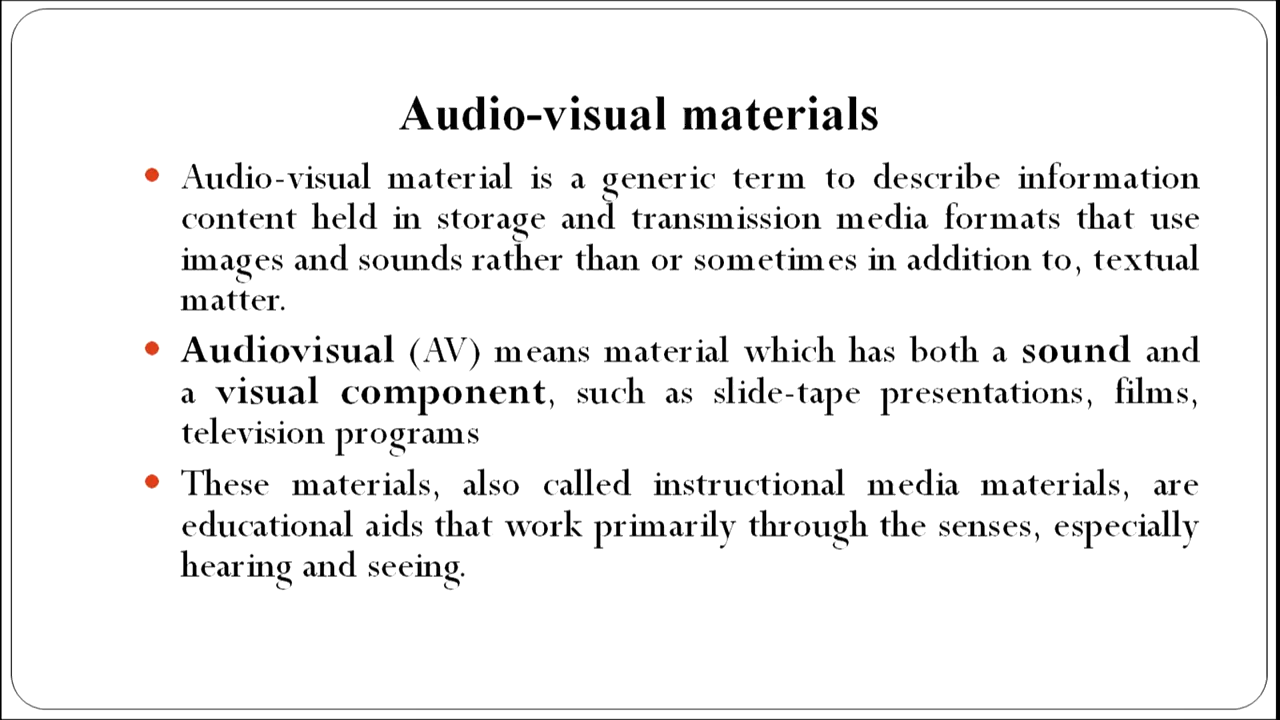 Audio-visual materials
Audio-visual material is a generic term to describe information
content held in storage and transmission media formats that use
images and sounds rather than or sometimes in addition to, textual
matter.
Audiovisual (AV) means material which has both a sound and
a visual component, such as slide-tape presentations, films,
television programs
These materials, also called instructional media materials, are
educational aids that work primarily through the senses, especially
hearing and seeing.